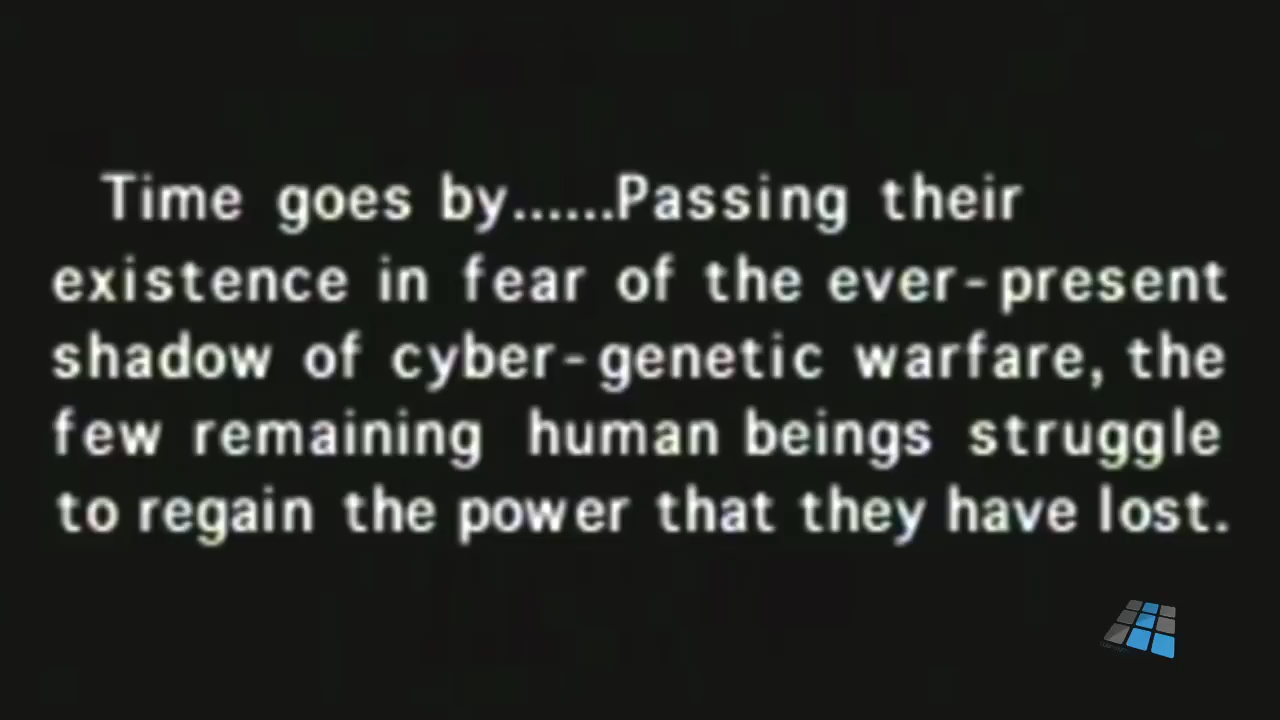 Time goes by......Passing their
existence in fear of the ever-present
shadow of cyber-genetic warfare, the
few remaining human beings struggle
to regain the power that they have lost.